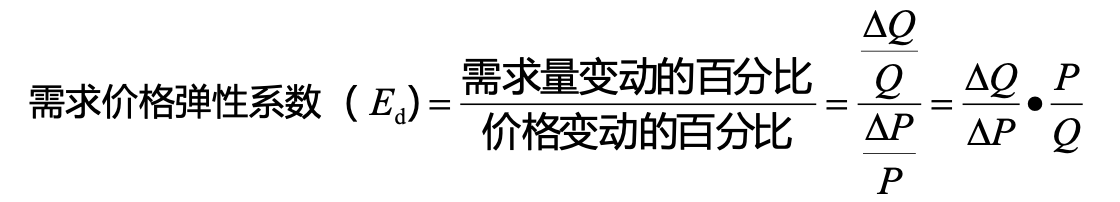 需求价格弹性系数（E_d）= 需求量变动的百分比 / 价格变动的百分比 = (ΔQ / Q) / (ΔP / P) = ΔQ / ΔP • P / Q